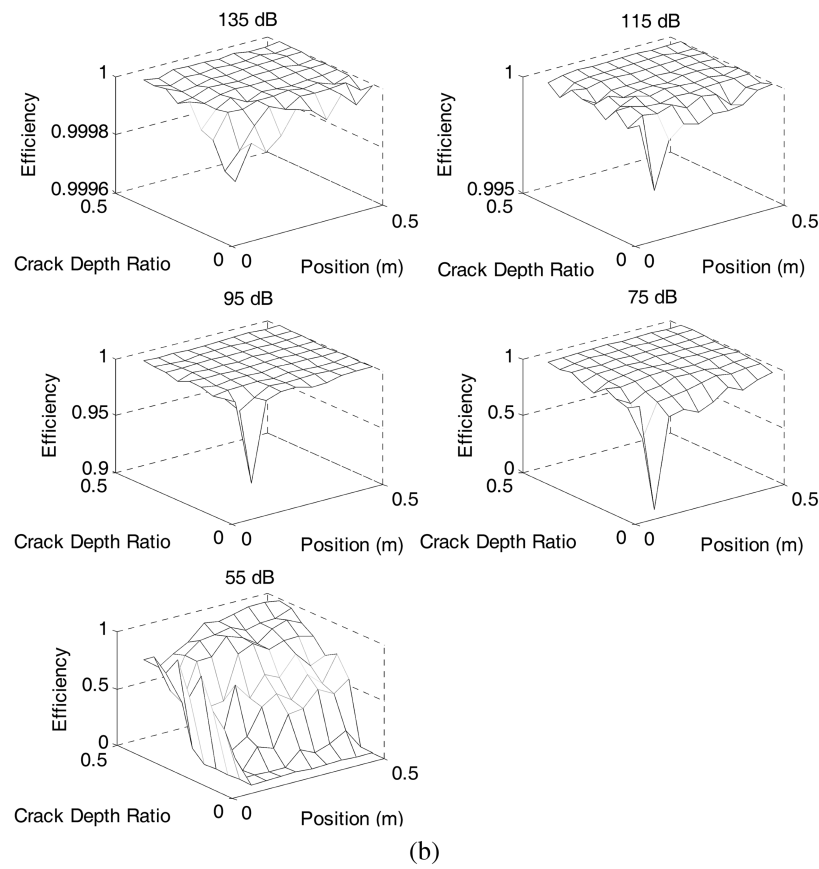 135 dB
1
0.9998
0.9996
0.5
Efficiency
Crack Depth Ratio
0 0
Position (m)
0.5
115 dB
1
0.995
0.5
Efficiency
Crack Depth Ratio
0 0
Position (m)
0.5
95 dB
1
0.95
0.9
0.5
Efficiency
Crack Depth Ratio
0 0
Position (m)
0.5
75 dB
1
0.5
0
0.5
Efficiency
Crack Depth Ratio
0 0
Position (m)
0.5
55 dB
1
0.5
0
0.5
Efficiency
Crack Depth Ratio
0 0
Position (m)
0.5
(b)